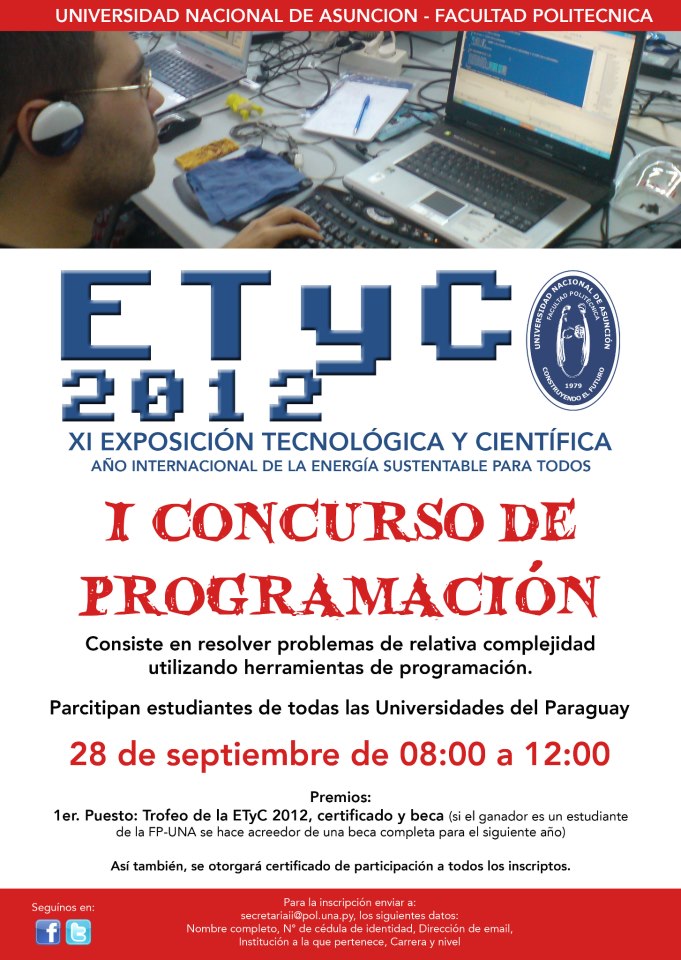 UNIVERSIDAD NACIONAL DE ASUNCION - FACULTAD POLITECNICA
ETyC
2012
UNIVERSIDAD NACIONAL DE ASUNCIÓN
FACULTAD POLITÉCNICA
1979
CONSTRUYENDO EL FUTURO
XI EXPOSICIÓN TECNOLÓGICA Y CIENTÍFICA
AÑO INTERNACIONAL DE LA ENERGÍA SUSTENTABLE PARA TODOS
I CONCURSO DE
PROGRAMACIÓN
Consiste en resolver problemas de relativa complejidad
utilizando herramientas de programación.
Parcitipan estudiantes de todas las Universidades del Paraguay
28 de septiembre de 08:00 a 12:00
Premios:
1er. Puesto: Trofeo de la ETyC 2012, certificado y beca (si el ganador es un estudiante
de la FP-UNA se hace acreedor de una beca completa para el siguiente año)
Así también, se otorgará certificado de participación a todos los inscriptos.
Seguínos en:
Para la inscripción enviar a:
secretariaii@pol.una.py, los siguientes datos:
Nombre completo, N° de cédula de identidad, Dirección de email,
Institución a la que pertenece, Carrera y nivel